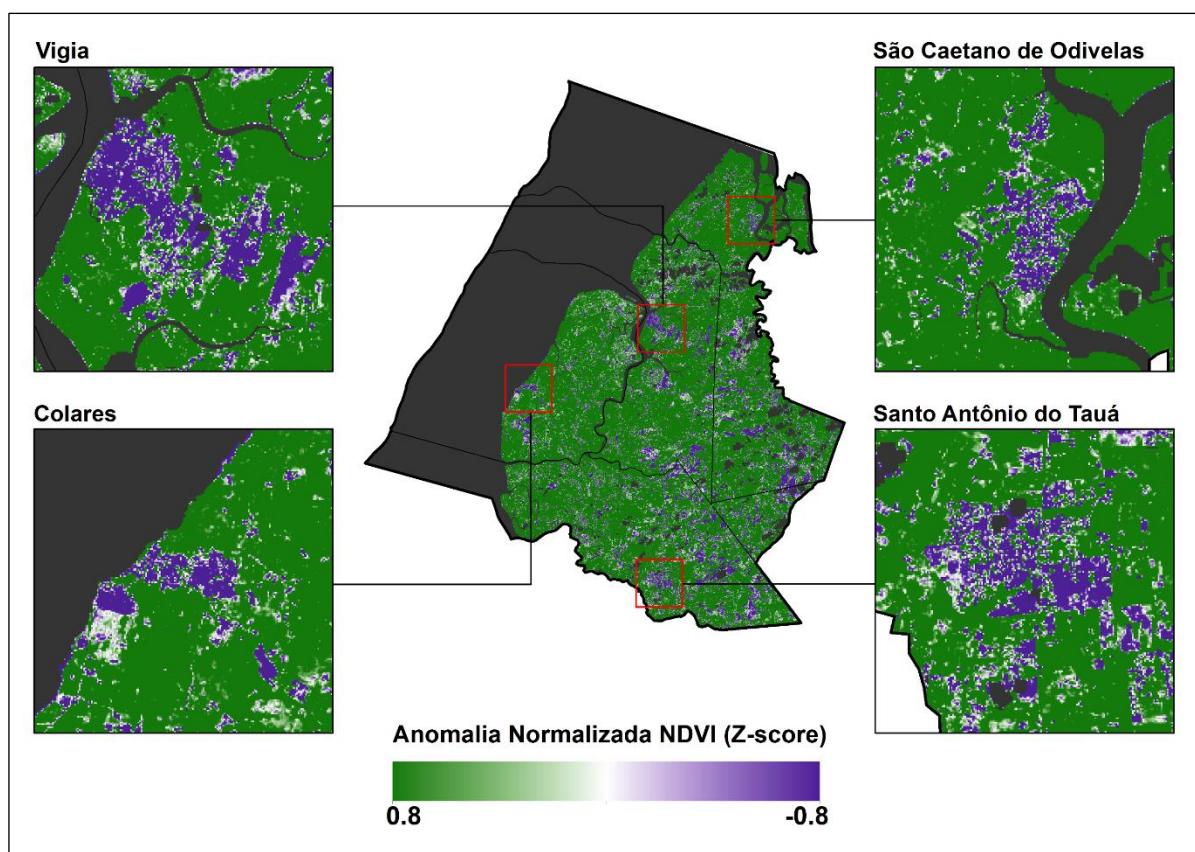 Vigia
São Caetano de Odivelas
Colares
Santo Antônio do Tauá
Anomalia Normalizada NDVI (Z-score)
0.8
-0.8